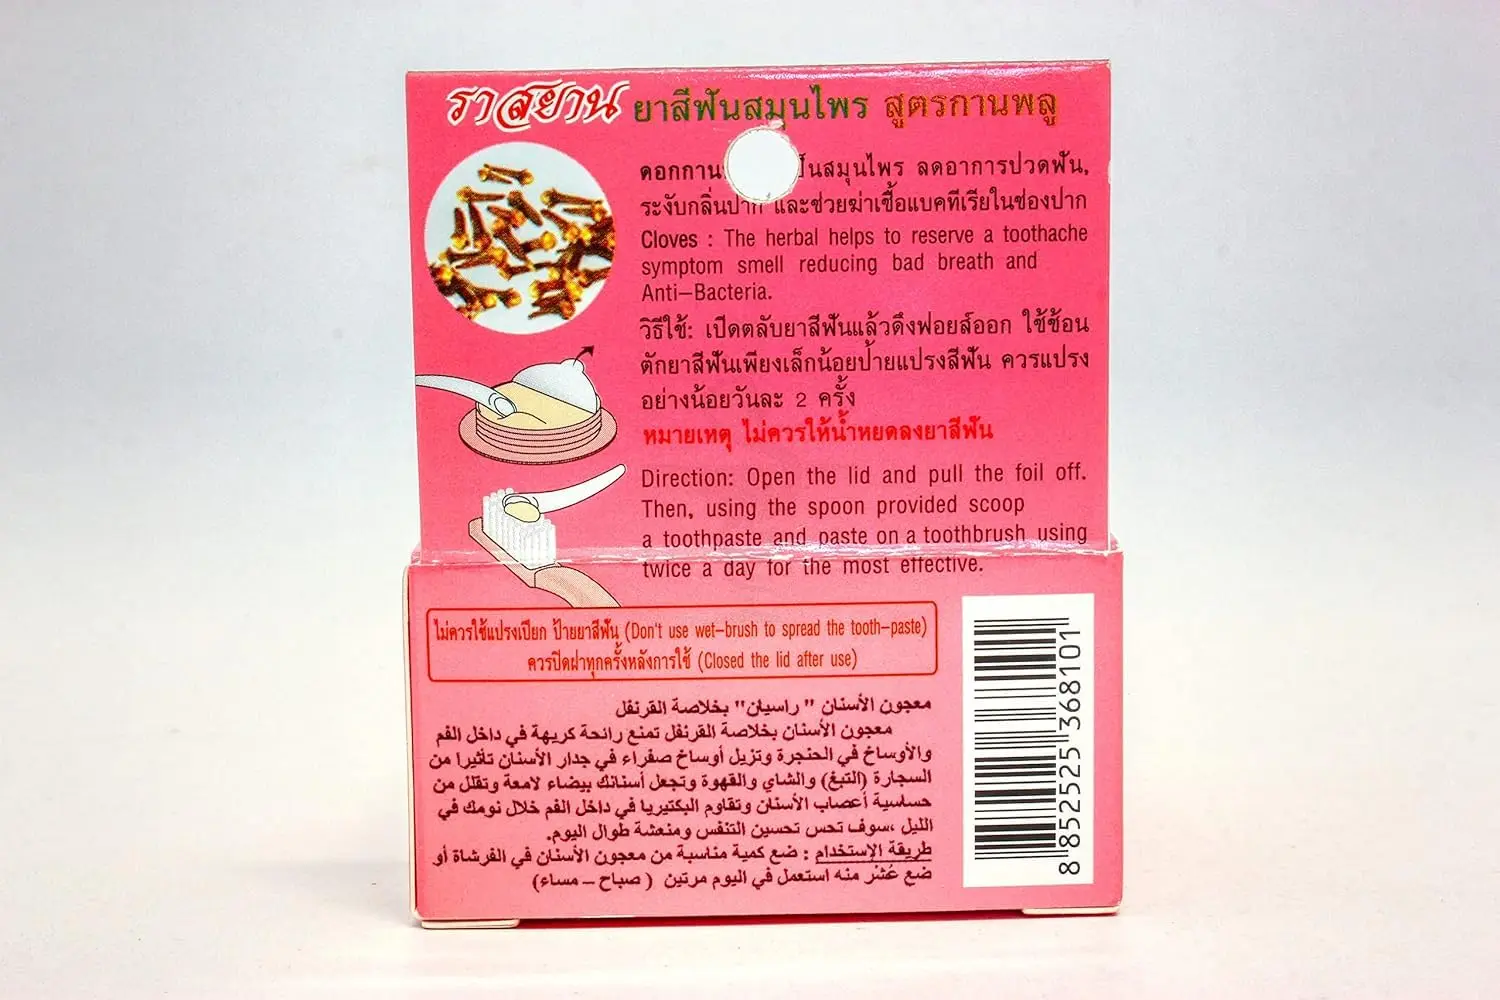 ราสยาน ยาสีฟันสมุนไพร สูตรกานพลู
ดอกกาน ป็นสมุนไพร ลดอาการปวดฟัน,
ระงับกลิ่นปาก และช่วยฆ่าเชื้อแบคทีเรียในช่องปาก
Cloves : The herbal helps to reserve a toothache
symptom smell reducing bad breath and
Anti-Bacteria.
วิธีใช้: เปิดตลับยาสีฟันแล้วดึงฟอยส์ออก ใช้ช้อน
ตักยาสีฟันเพียงเล็กน้อยป้ายแปรงสีฟัน ควรแปรง
อย่างน้อยวันละ 2 ครั้ง
หมายเหตุ ไม่ควรให้น้ำหยดลงยาสีฟัน
Direction: Open the lid and pull the foil off.
Then, using the spoon provided scoop
a toothpaste and paste on a toothbrush using
twice a day for the most effective.
ไม่ควรใช้แปรงเปียก ป้ายยาสีฟัน (Don't use wet-brush to spread the tooth-paste)
ควรปิดฝาทุกครั้งหลังการใช้ (Closed the lid after use)
معجون الأسنان " راسيان" بخلاصة القرنفل
معجون الأسنان بخلاصة القرنفل تمنع رائحة كريهة في داخل الفم
والأوساخ في الحنجرة وتزيل أوساخ صفراء في جدار الأسنان تأثيرا من
السجارة (التبغ) والشاي والقهوة وتجعل أسنانك بيضاء لامعة وتقلل من
حساسية أعصاب الأسنان وتقاوم البكتيريا في داخل الفم خلال نومك في
الليل ،سوف تحس تحسين التنفس ومنعشة طوال اليوم.
طريقة الإستخدام : ضع كمية مناسبة من معجون الأسنان في الفرشاة أو
ضع عُشْر منه استعمل في اليوم مرتين ( صباح – مساء)
8 852525 368101